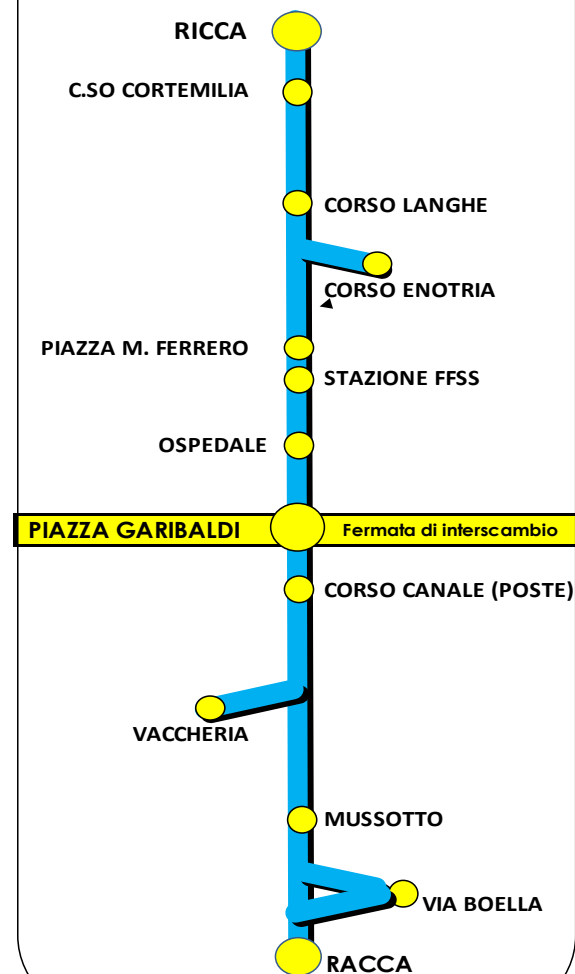 RICCA
C.SO CORTEMILIA
CORSO LANGHE
CORSO ENOTRIA
PIAZZA M. FERRERO
STAZIONE FFSS
OSPEDALE
PIAZZA GARIBALDI Fermata di interscambio
CORSO CANALE (POSTE)
VACCHERIA
MUSSOTTO
VIA BOELLA
RACCA